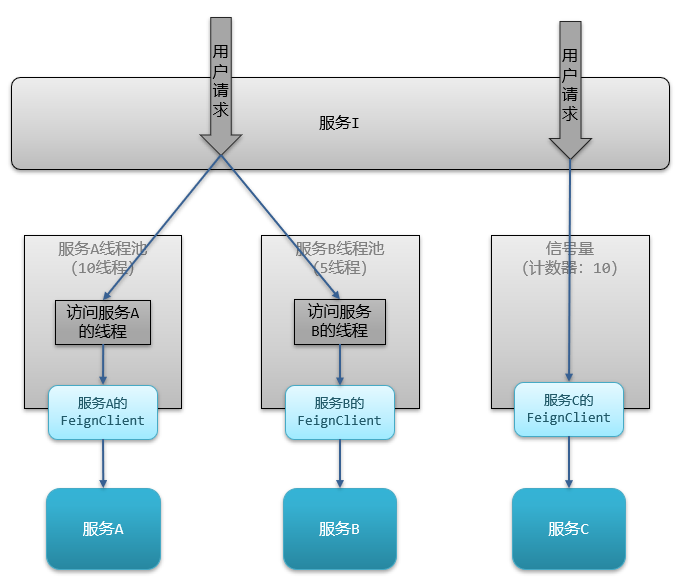 用户请求
用户请求
服务I
服务A线程池
(10线程)
服务B线程池
(5线程)
信号量
(计数器：10)
访问服务A
的线程
访问服务
B的线程
服务A的
FeignClient
服务B的
FeignClient
服务C的
FeignClient
服务A
服务B
服务C